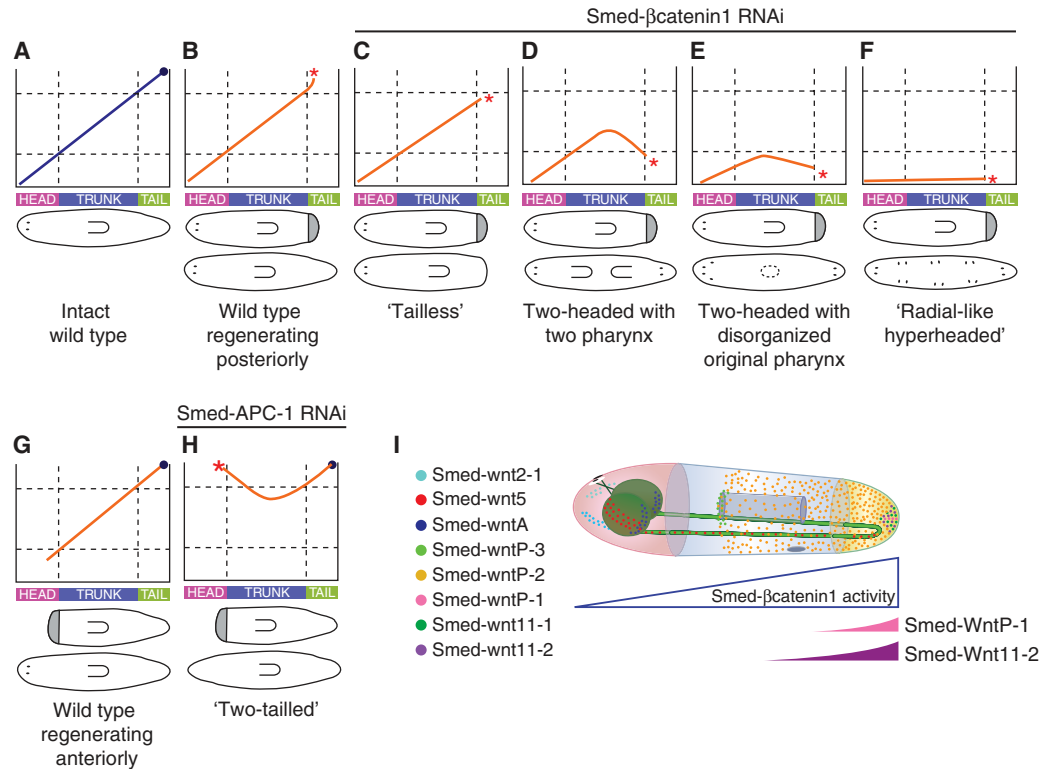 Smed-βcatenin1 RNAi
A
B
C
D
E
F
*
*
*
*
*
HEAD TRUNK TAIL
HEAD TRUNK TAIL
HEAD TRUNK TAIL
HEAD TRUNK TAIL
HEAD TRUNK TAIL
HEAD TRUNK TAIL
Intact
wild type
Wild type
regenerating
posteriorly
‘Tailless’
Two-headed with
two pharynx
Two-headed with
disorganized
original pharynx
‘Radial-like
hyperheaded’
Smed-APC-1 RNAi
G
H
I
*
HEAD TRUNK TAIL
HEAD TRUNK TAIL
Wild type
regenerating
anteriorly
‘Two-tailled’
Smed-wnt2-1
Smed-wnt5
Smed-wntA
Smed-wntP-3
Smed-wntP-2
Smed-wntP-1
Smed-wnt11-1
Smed-wnt11-2
Smed-βcatenin1 activity
Smed-WntP-1
Smed-Wnt11-2